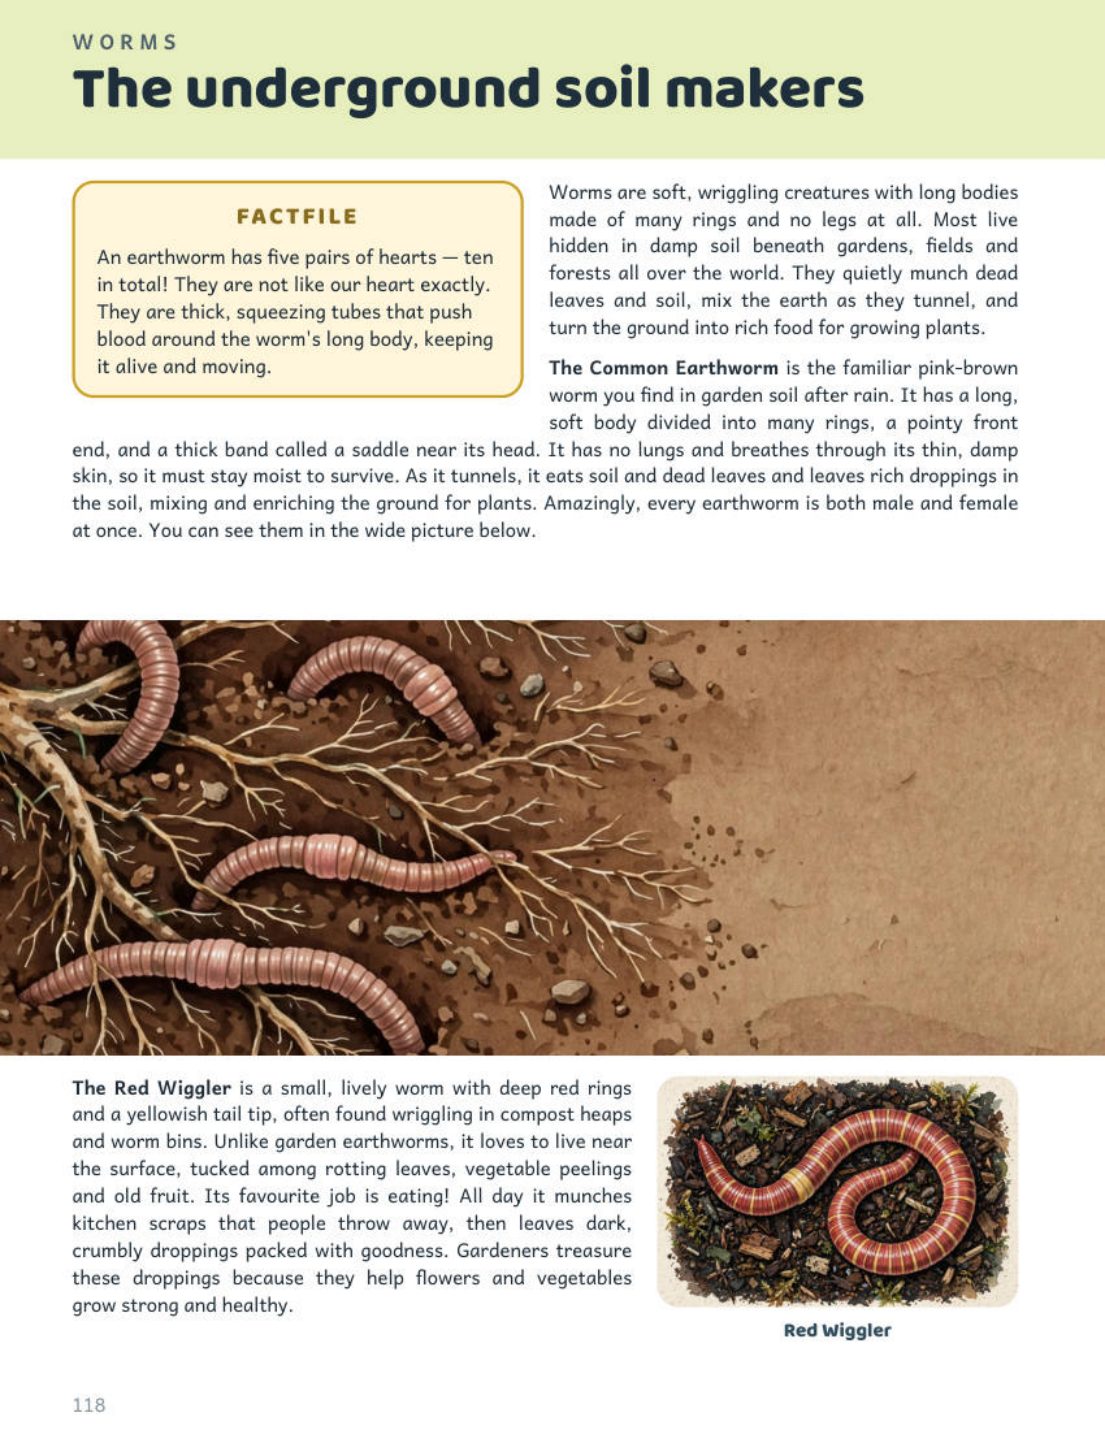 WORMS
The underground soil makers
FACTFILE
An earthworm has five pairs of hearts — ten
in total! They are not like our heart exactly.
They are thick, squeezing tubes that push
blood around the worm's long body, keeping
it alive and moving.
Worms are soft, wriggling creatures with long bodies
made of many rings and no legs at all. Most live
hidden in damp soil beneath gardens, fields and
forests all over the world. They quietly munch dead
leaves and soil, mix the earth as they tunnel, and
turn the ground into rich food for growing plants.
The Common Earthworm is the familiar pink-brown
worm you find in garden soil after rain. It has a long,
soft body divided into many rings, a pointy front
end, and a thick band called a saddle near its head. It has no lungs and breathes through its thin, damp
skin, so it must stay moist to survive. As it tunnels, it eats soil and dead leaves and leaves rich droppings in
the soil, mixing and enriching the ground for plants. Amazingly, every earthworm is both male and female
at once. You can see them in the wide picture below.
The Red Wiggler is a small, lively worm with deep red rings
and a yellowish tail tip, often found wriggling in compost heaps
and worm bins. Unlike garden earthworms, it loves to live near
the surface, tucked among rotting leaves, vegetable peelings
and old fruit. Its favourite job is eating! All day it munches
kitchen scraps that people throw away, then leaves dark,
crumbly droppings packed with goodness. Gardeners treasure
these droppings because they help flowers and vegetables
grow strong and healthy.
Red Wiggler
118